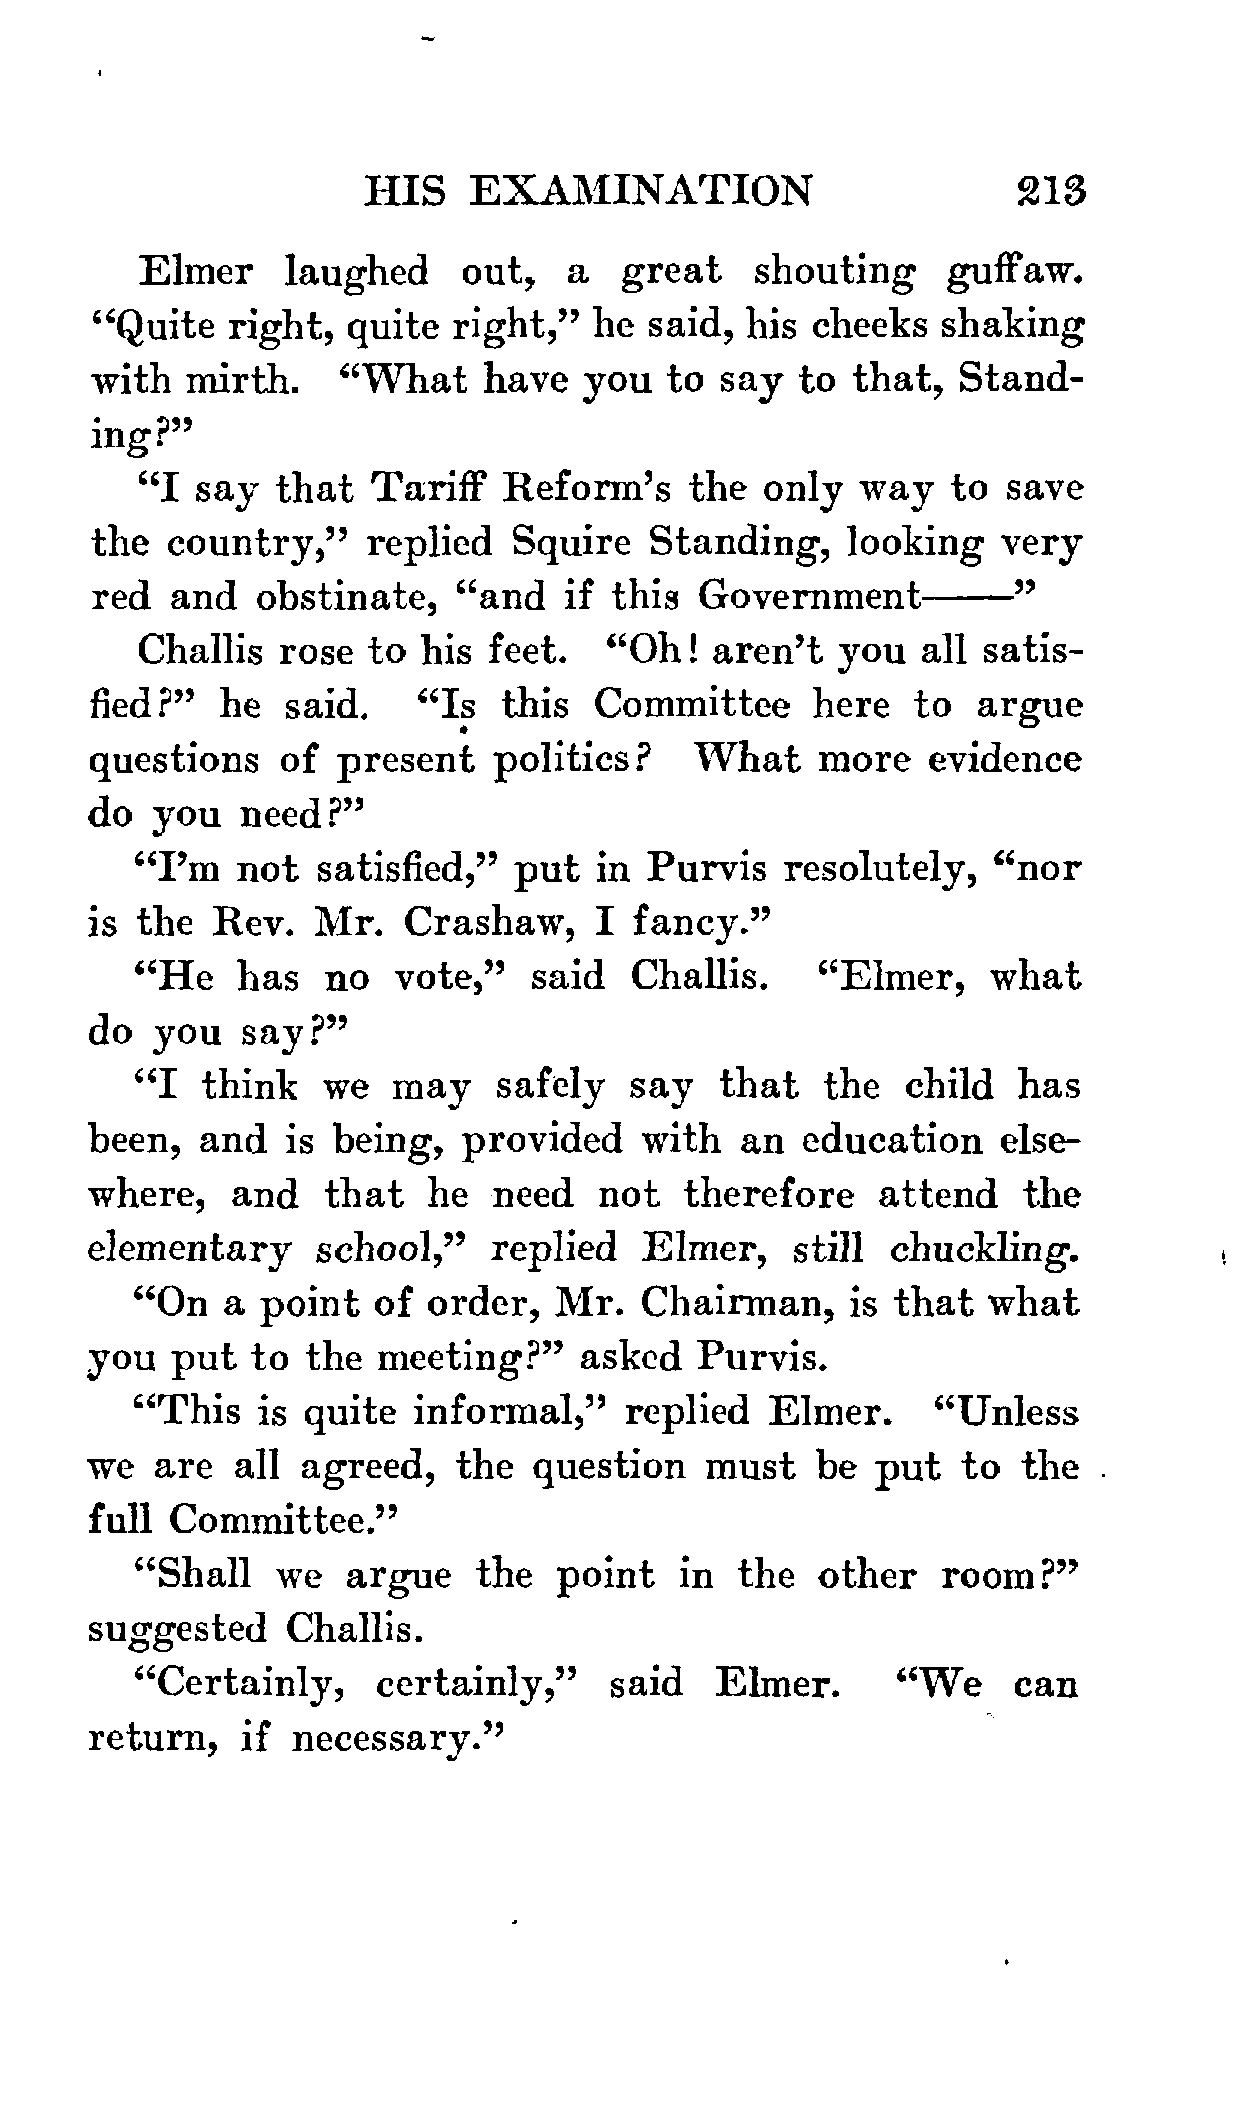 HIS EXAMINATION 213
Elmer laughed out, a great shouting guffaw.
“Quite right, quite right,” he said, his cheeks shaking
with mirth. “What have you to say to that, Stand-
ing?”
“I say that Tariff Reform’s the only way to save
the country,” replied Squire Standing, looking very
red and obstinate, “and if this Government——”
Challis rose to his feet. “Oh! aren’t you all satis-
fied?” he said. “Is this Committee here to argue
questions of present politics? What more evidence
do you need?”
“I’m not satisfied,” put in Purvis resolutely, “nor
is the Rev. Mr. Crashaw, I fancy.”
“He has no vote,” said Challis. “Elmer, what
do you say?”
“I think we may safely say that the child has
been, and is being, provided with an education else-
where, and that he need not therefore attend the
elementary school,” replied Elmer, still chuckling.
“On a point of order, Mr. Chairman, is that what
you put to the meeting?” asked Purvis.
“This is quite informal,” replied Elmer. “Unless
we are all agreed, the question must be put to the
full Committee.”
“Shall we argue the point in the other room?”
suggested Challis.
“Certainly, certainly,” said Elmer. “We can
return, if necessary.”